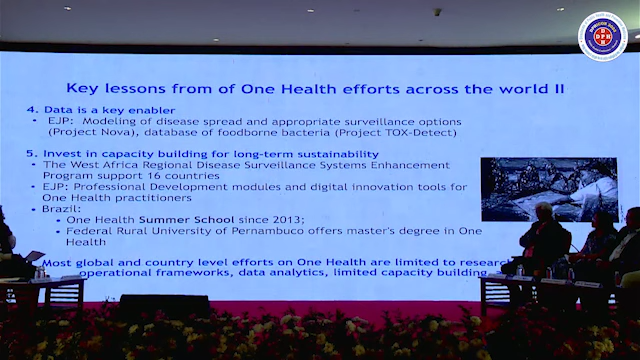 Key lessons from of One Health efforts across the world II
4. Data is a key enabler
• EJP: Modeling of disease spread and appropriate surveillance options
(Project Nova), database of foodborne bacteria (Project TOX-Detect)
5. Invest in capacity building for long-term sustainability
• The West Africa Regional Disease Surveillance Systems Enhancement
Program support 16 countries
• EJP: Professional Development modules and digital innovation tools for
One Health practitioners
• Brazil:
• One Health Summer School since 2013;
• Federal Rural University of Pernambuco offers master's degree in One
Health
Most global and country level efforts on One Health are limited to
operational frameworks, data analytics, limited capacity building
DPH